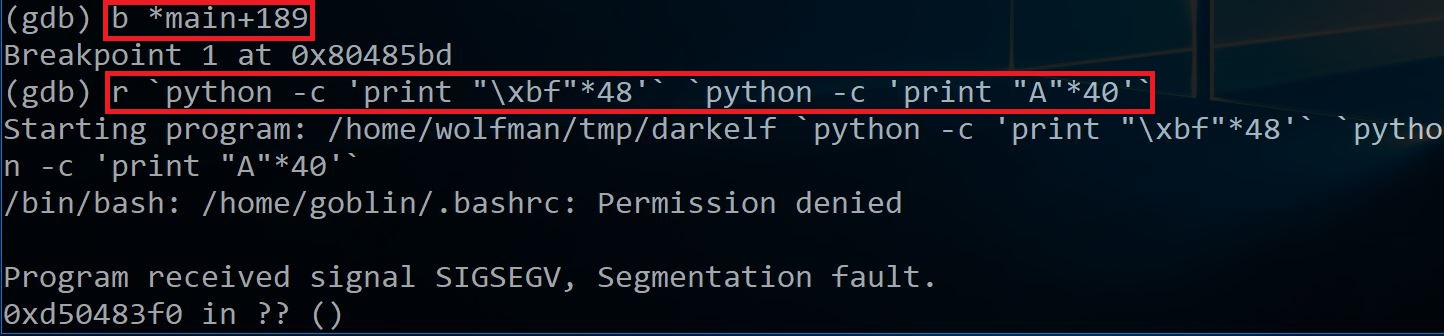 (gdb) b *main+189
Breakpoint 1 at 0x80485bd
(gdb) r `python -c 'print "\xbf"*48'` `python -c 'print "A"*40'`
Starting program: /home/wolfman/tmp/darkelf `python -c 'print "\xbf"*48'` `pytho
n -c 'print "A"*40'`
/bin/bash: /home/goblin/.bashrc: Permission denied
Program received signal SIGSEGV, Segmentation fault.
0xd50483f0 in ?? ()